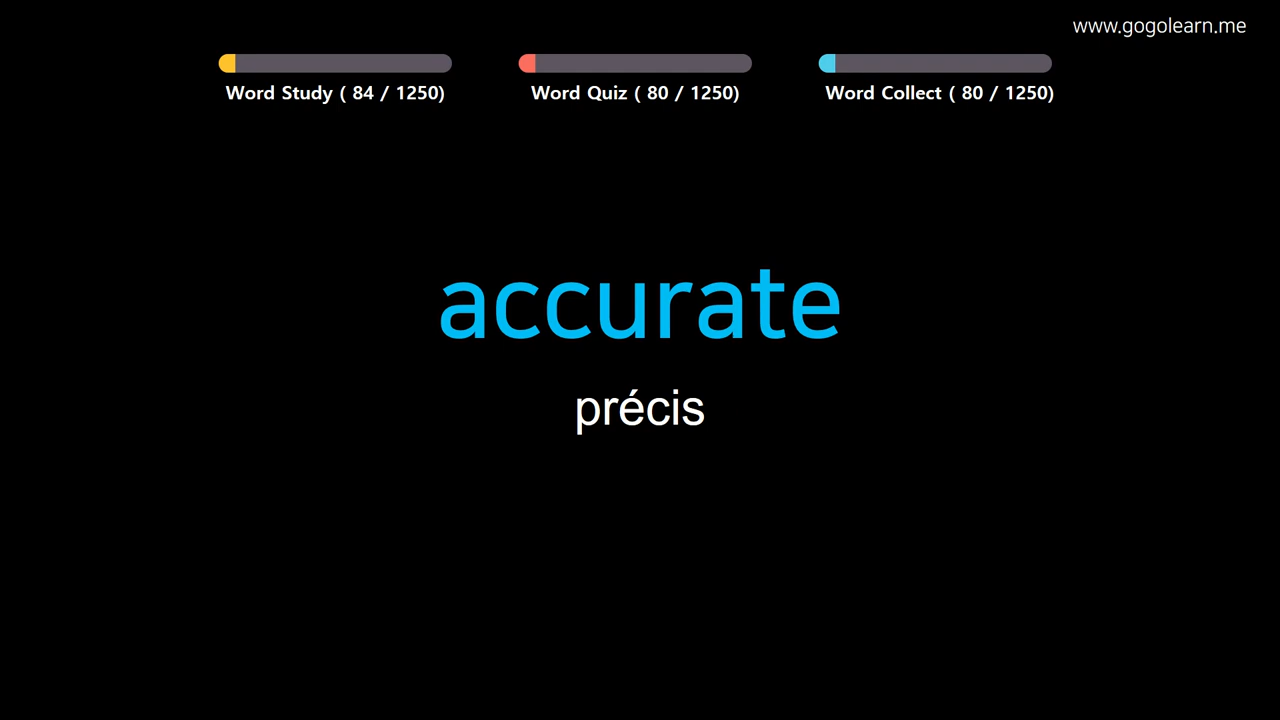 www.gogolearn.me
Word Study ( 84 / 1250)
Word Quiz ( 80 / 1250)
Word Collect ( 80 / 1250)
accurate
précis